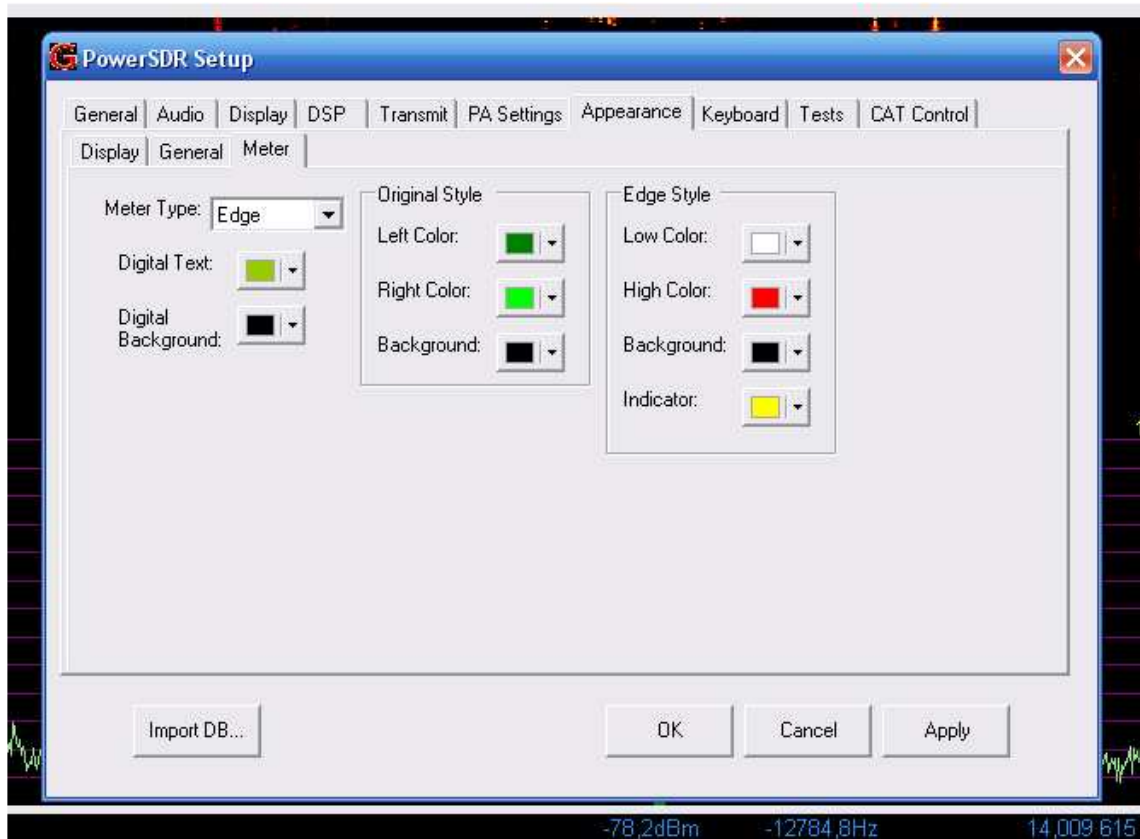 PowerSDR Setup
General Audio Display DSP Transmit PA Settings Appearance Keyboard Tests CAT Control
Display General Meter
Meter Type: Edge
Digital Text:
Digital
Background:
Original Style
Left Color:
Right Color:
Background:
Edge Style
Low Color:
High Color:
Background:
Indicator:
Import DB... OK Cancel Apply
-78,2dBm -12784,8Hz 14,009 615